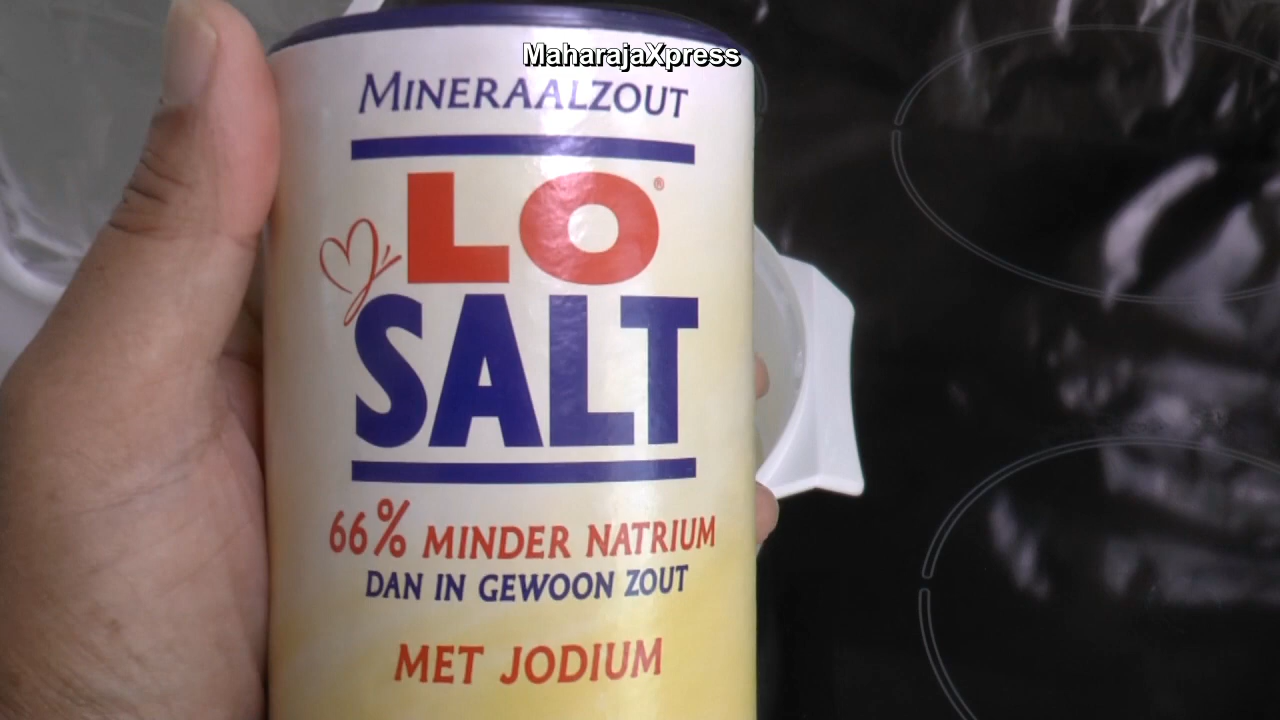 MaharajaXpress
MINERAALZOUT
LO®
SALT
66% MINDER NATRIUM
DAN IN GEWOON ZOUT
MET JODIUM